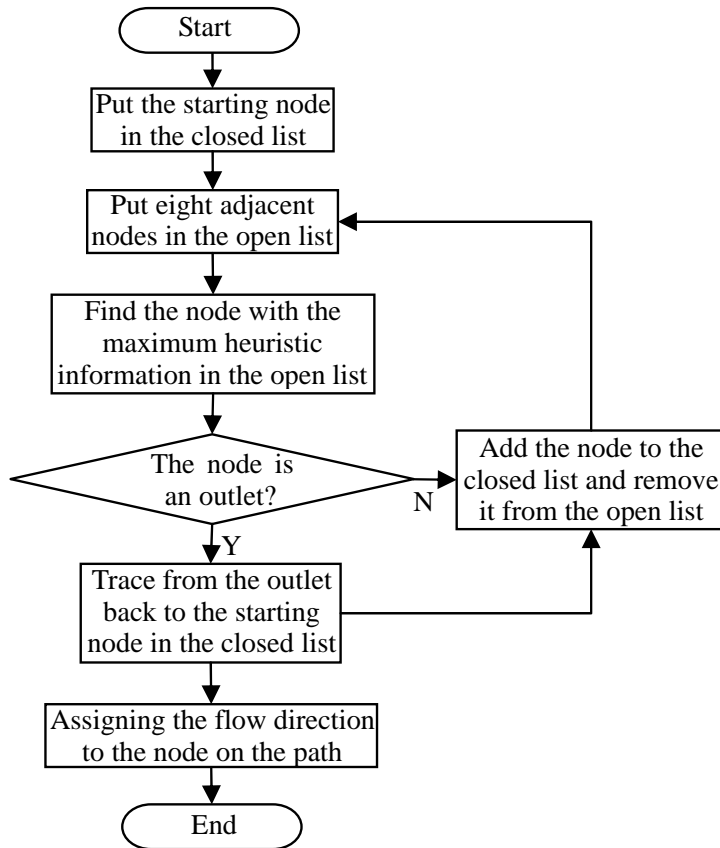 Start
Put the starting node
in the closed list
Put eight adjacent
nodes in the open list
Find the node with the
maximum heuristic
information in the open list
The node is
an outlet?
N
Add the node to the
closed list and remove
it from the open list
Y
Trace from the outlet
back to the starting
node in the closed list
Assigning the flow direction
to the node on the path
End